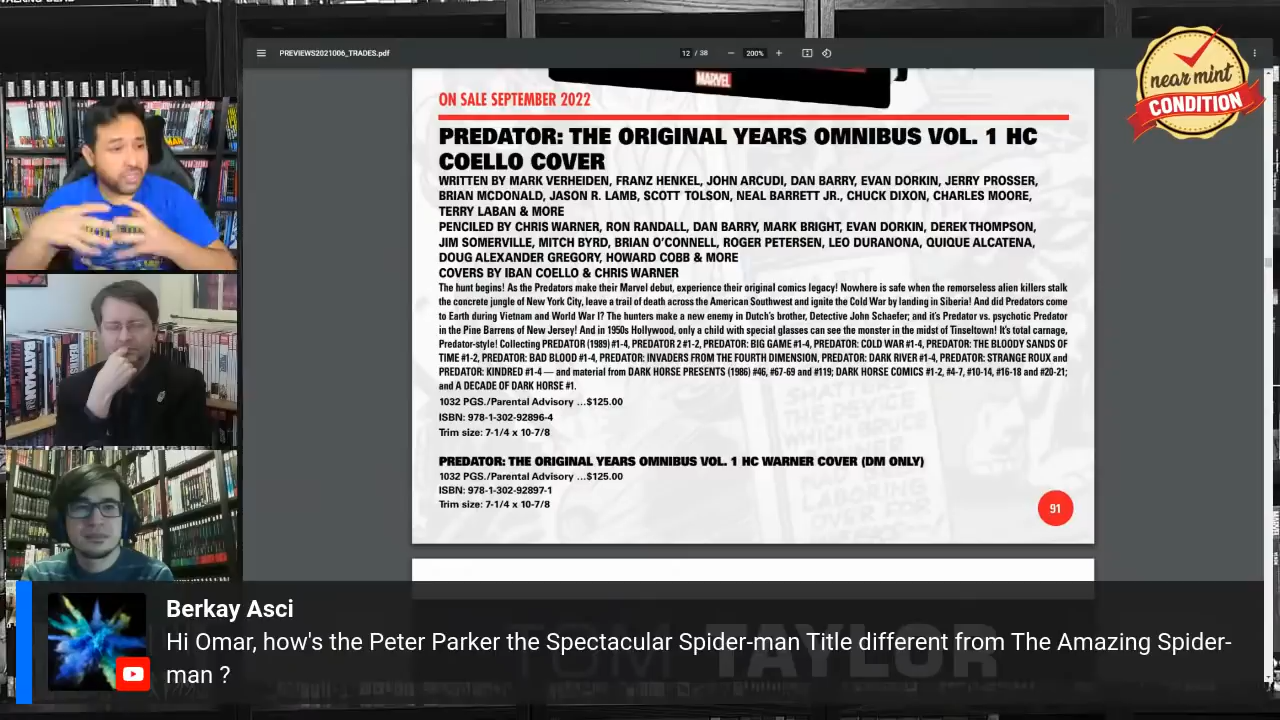 PREVIEWS2021006_TRADES.pdf
12 / 38
200%
near mint
CONDITION
MARVEL
ON SALE SEPTEMBER 2022
PREDATOR: THE ORIGINAL YEARS OMNIBUS VOL. 1 HC
COELLO COVER
WRITTEN BY MARK VERHEIDEN, FRANZ HENKEL, JOHN ARCUDI, DAN BARRY, EVAN DORKIN, JERRY PROSSER,
BRIAN MCDONALD, JASON R. LAMB, SCOTT TOLSON, NEAL BARRETT JR., CHUCK DIXON, CHARLES MOORE,
TERRY LABAN & MORE
PENCILED BY CHRIS WARNER, RON RANDALL, DAN BARRY, MARK BRIGHT, EVAN DORKIN, DEREK THOMPSON,
JIM SOMERVILLE, MITCH BYRD, BRIAN O'CONNELL, ROGER PETERSEN, LEO DURANONA, QUIQUE ALCATENA,
DOUG ALEXANDER GREGORY, HOWARD COBB & MORE
COVERS BY IBAN COELLO & CHRIS WARNER
The hunt begins! As the Predators make their Marvel debut, experience their original comics legacy! Nowhere is safe when the remorseless alien killers stalk
the concrete jungle of New York City, leave a trail of death across the American Southwest and ignite the Cold War by landing in Siberia! And did Predators come
to Earth during Vietnam and World War I? The hunters make a new enemy in Dutch's brother, Detective John Schaefer; and it's Predator vs. psychotic Predator
in the Pine Barrens of New Jersey! And in 1950s Hollywood, only a child with special glasses can see the monster in the midst of Tinseltown! It's total carnage,
Predator-style! Collecting PREDATOR (1989) #1-4, PREDATOR 2 #1-2, PREDATOR: BIG GAME #1-4, PREDATOR: COLD WAR #1-4, PREDATOR: THE BLOODY SANDS OF
TIME #1-2, PREDATOR: BAD BLOOD #1-4, PREDATOR: INVADERS FROM THE FOURTH DIMENSION, PREDATOR: DARK RIVER #1-4, PREDATOR: STRANGE ROUX and
PREDATOR: KINDRED #1-4 — and material from DARK HORSE PRESENTS (1986) #46, #67-69 and #119; DARK HORSE COMICS #1-2, #4-7, #10-14, #16-18 and #20-21;
and A DECADE OF DARK HORSE #1.
1032 PGS./Parental Advisory ...$125.00
ISBN: 978-1-302-92896-4
Trim size: 7-1/4 x 10-7/8
PREDATOR: THE ORIGINAL YEARS OMNIBUS VOL. 1 HC WARNER COVER (DM ONLY)
1032 PGS./Parental Advisory ...$125.00
ISBN: 978-1-302-92897-1
Trim size: 7-1/4 x 10-7/8
91
TOM TAYLOR
Berkay Asci
Hi Omar, how's the Peter Parker the Spectacular Spider-man Title different from The Amazing Spider-
man ?